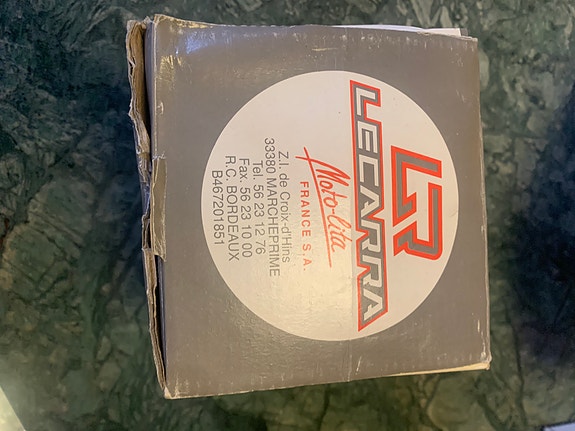 LR
LECARRA
Moto-lita
FRANCE S.A.
Z.I. de Croix-d'Hins
33380 MARCHEPRIME
Tel. 56 23 12 76
Fax. 56 23 10 00
R.C. BORDEAUX
B467201851